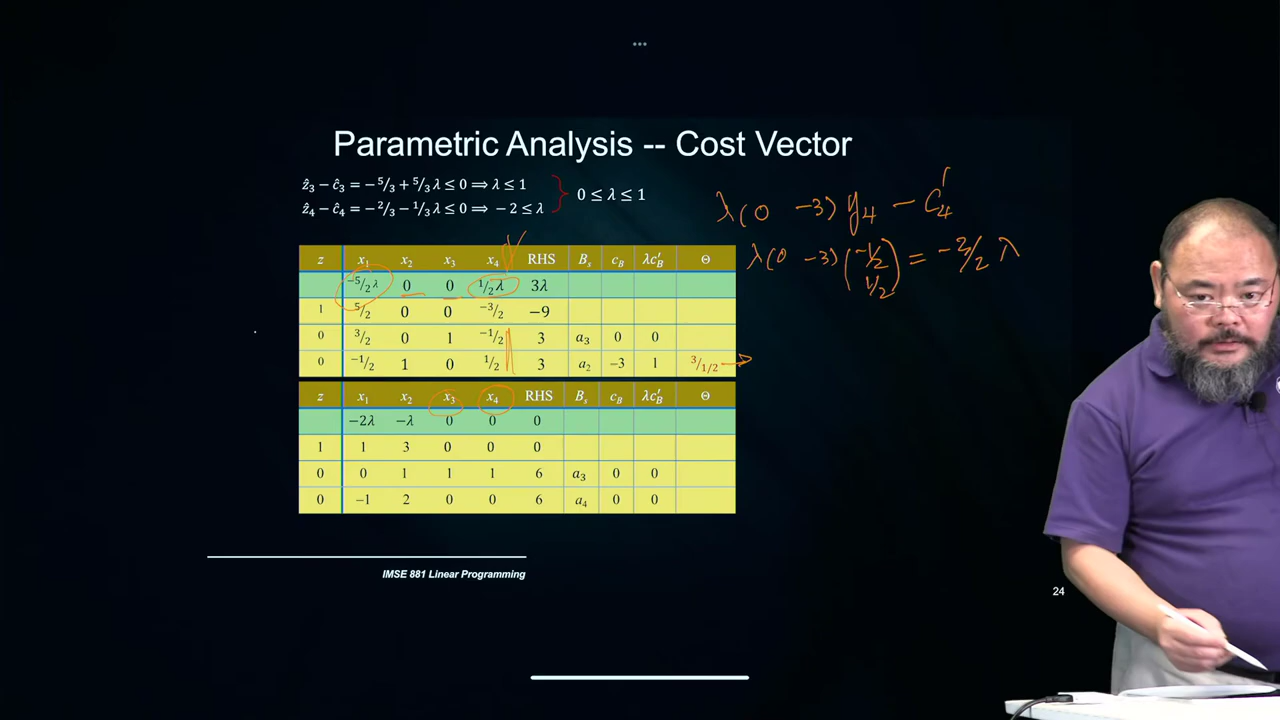 Parametric Analysis -- Cost Vector
ẑ₃ − ĉ₃ = −⁵/₃ + ⁵/₃ λ ≤ 0 ⟹ λ ≤ 1
ẑ₄ − ĉ₄ = −²/₃ − ¹/₃ λ ≤ 0 ⟹ −2 ≤ λ
0 ≤ λ ≤ 1
λ(0 −3) y₄ − c₄′
λ(0 −3) (−1/2 1/2) = −3/2 λ
z x₁ x₂ x₃ x₄ RHS Bₛ c_B λc′_B Θ
−⁵/₂ λ 0 0 ¹/₂ λ 3λ
1 ⁵/₂ 0 0 −³/₂ −9
0 ³/₂ 0 1 −¹/₂ 3 a₃ 0 0
0 −¹/₂ 1 0 ¹/₂ 3 a₂ −3 1 ³/₁/₂
z x₁ x₂ x₃ x₄ RHS Bₛ c_B λc′_B Θ
−2λ −λ 0 0 0
1 1 3 0 0 0
0 0 1 1 1 6 a₃ 0 0
0 −1 2 0 0 6 a₄ 0 0
IMSE 881 Linear Programming
24